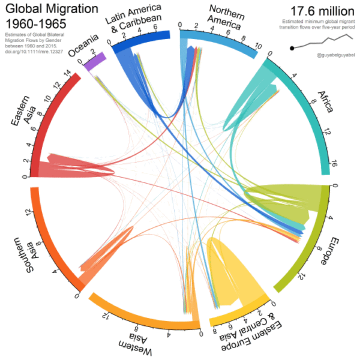 Global Migration
1960-1965
Estimates of Global Bilateral
Migration Flows by Gender
between 1960 and 2015.
17.6 million
Estimated minimum global migrant
transition flows over five-year period
Oceania
Latin America
& Caribbean
Northern
America
Africa
Europe
Eastern Europe
& Central Asia
Western
Asia
Southern
Asia
Eastern
Asia